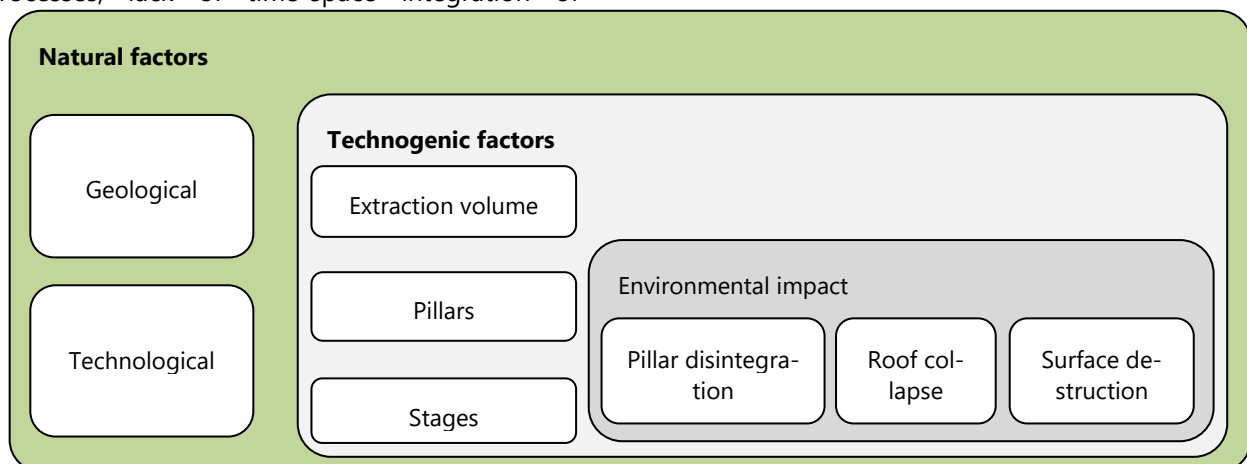 rocesses, lack of time-space integration of
Natural factors
Technogenic factors
Geological
Extraction volume
Environmental impact
Pillars
Technological
Pillar disintegra-
tion
Roof col-
lapse
Surface de-
struction
Stages